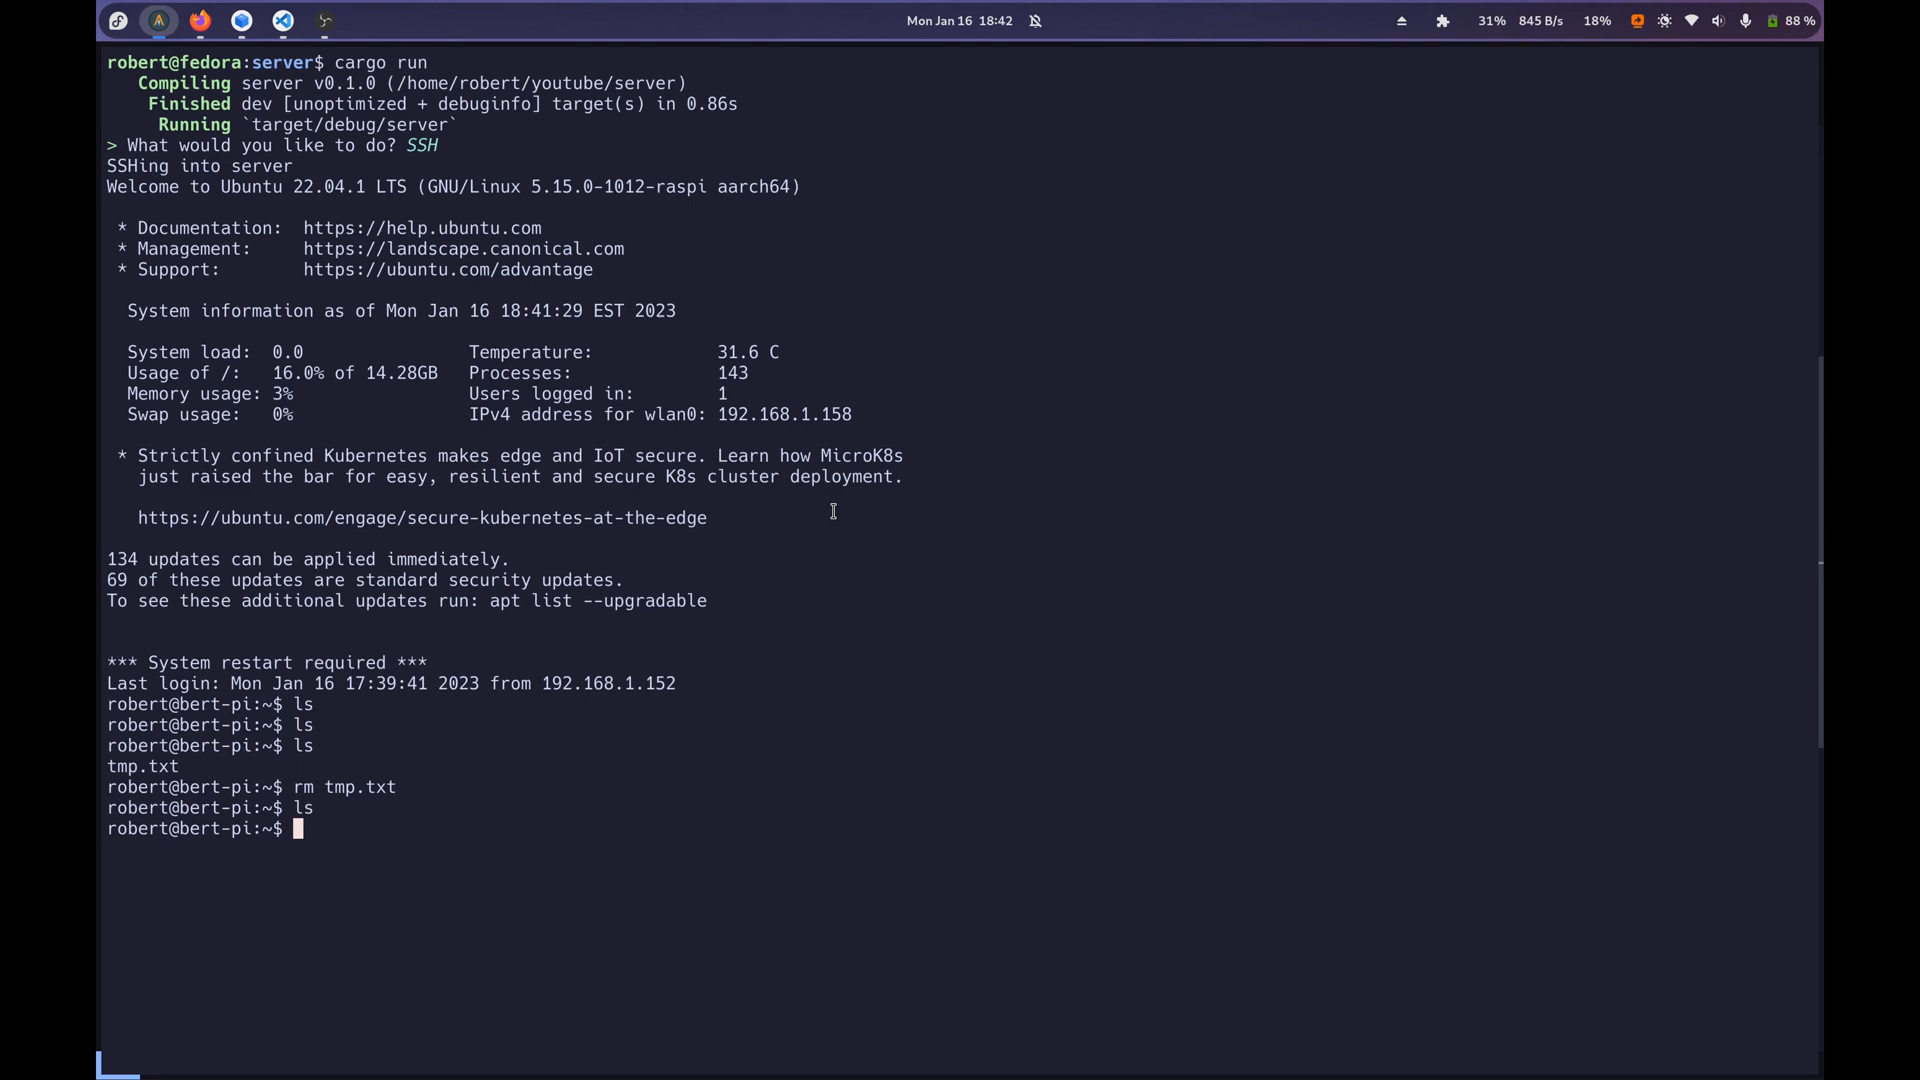 Mon Jan 16 18:42
31% 845 B/s 18% 88 %
robert@fedora:server$ cargo run
Compiling server v0.1.0 (/home/robert/youtube/server)
Finished dev [unoptimized + debuginfo] target(s) in 0.86s
Running `target/debug/server`
> What would you like to do? SSH
SSHing into server
Welcome to Ubuntu 22.04.1 LTS (GNU/Linux 5.15.0-1012-raspi aarch64)
* Documentation: https://help.ubuntu.com
* Management: https://landscape.canonical.com
* Support: https://ubuntu.com/advantage
System information as of Mon Jan 16 18:41:29 EST 2023
System load: 0.0 Temperature: 31.6 C
Usage of /: 16.0% of 14.28GB Processes: 143
Memory usage: 3% Users logged in: 1
Swap usage: 0% IPv4 address for wlan0: 192.168.1.158
* Strictly confined Kubernetes makes edge and IoT secure. Learn how MicroK8s
just raised the bar for easy, resilient and secure K8s cluster deployment.
https://ubuntu.com/engage/secure-kubernetes-at-the-edge
134 updates can be applied immediately.
69 of these updates are standard security updates.
To see these additional updates run: apt list --upgradable
*** System restart required ***
Last login: Mon Jan 16 17:39:41 2023 from 192.168.1.152
robert@bert-pi:~$ ls
robert@bert-pi:~$ ls
robert@bert-pi:~$ ls
tmp.txt
robert@bert-pi:~$ rm tmp.txt
robert@bert-pi:~$ ls
robert@bert-pi:~$